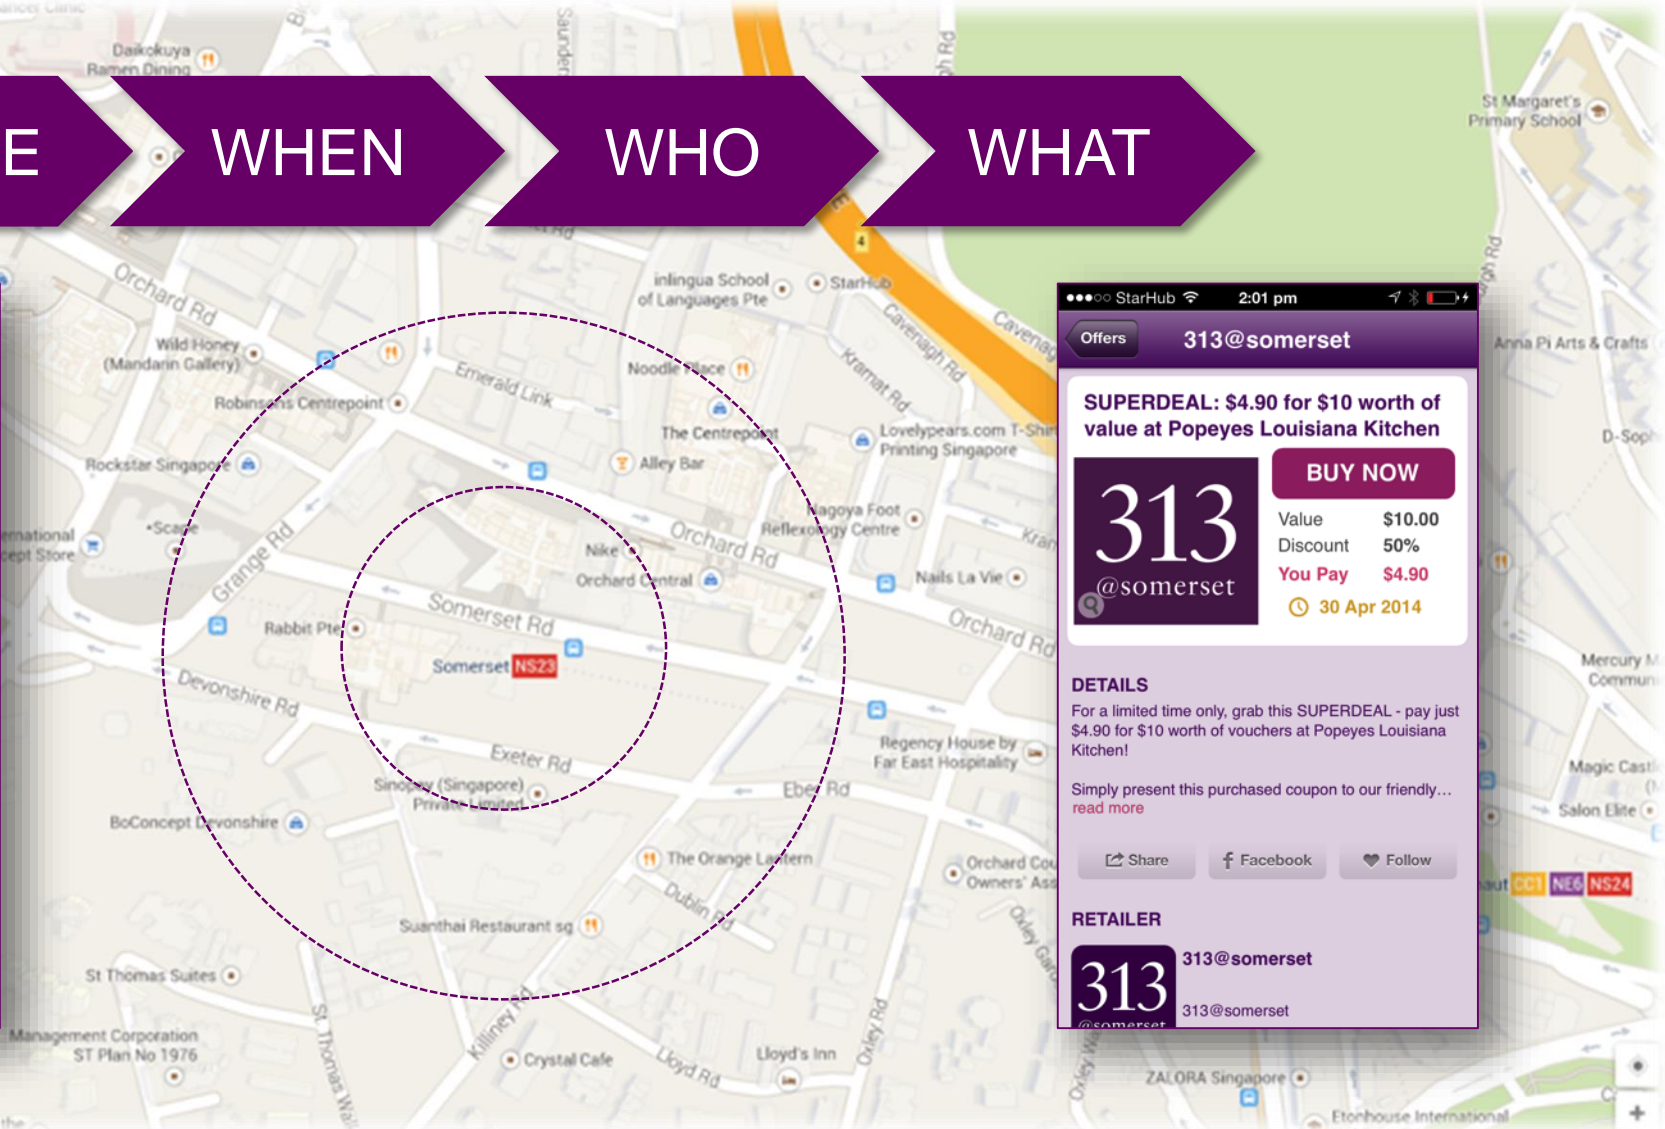 Daikokuya
Ramen Dining
St Margaret's
Primary School
E
WHEN
WHO
WHAT
4
Orchard Rd
inlingua School
of Languages Pte
StarHub
Cavenagh Rd
Wild Honey
(Mandarin Gallery)
Emerald Link
Noodle Place
Kramat Rd
Robinsons Centrepoint
The Centrepoint
Lovelypears.com T-Shirt
Printing Singapore
Anna Pi Arts & Crafts
Rockstar Singapore
Alley Bar
*Scape
Grange Rd
Nagoya Foot
Reflexology Centre
Nike
Orchard Rd
Orchard Central
Nails La Vie
Somerset Rd
Rabbit Pte
Orchard Rd
Somerset NS23
Devonshire Rd
Exeter Rd
Regency House by
Far East Hospitality
Sinopay (Singapore)
Private Limited
Eber Rd
BoConcept Devonshire
The Orange Lantern
Dublin Rd
Suanthai Restaurant sg
St Thomas Suites
Killiney Rd
Management Corporation
ST Plan No 1976
Crystal Cafe
Lloyd Rd
Lloyd's Inn
Oxley Rd
ZALORA Singapore
Etonhouse International
Salon Elite
CC1 NE6 NS24
StarHub 2:01 pm
Offers 313@somerset
SUPERDEAL: $4.90 for $10 worth of
value at Popeyes Louisiana Kitchen
313
@somerset
BUY NOW
Value $10.00
Discount 50%
You Pay $4.90
30 Apr 2014
DETAILS
For a limited time only, grab this SUPERDEAL - pay just
$4.90 for $10 worth of vouchers at Popeyes Louisiana
Kitchen!
Simply present this purchased coupon to our friendly…
read more
Share Facebook Follow
RETAILER
313
@somerset
313@somerset
313@somerset